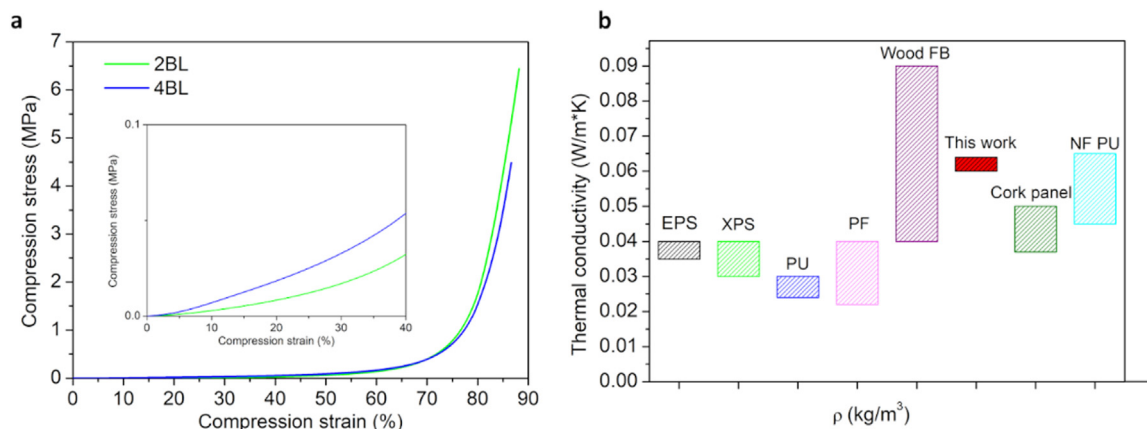 a
7
6
5
4
3
2
1
0
Compression stress (MPa)
2BL
4BL
0.1
0.0
Compression stress (MPa)
0 10 20 30 40
Compression strain (%)
0 10 20 30 40 50 60 70 80 90
Compression strain (%)
b
0.09
0.08
0.07
0.06
0.05
0.04
0.03
0.02
0.01
0.00
Thermal conductivity (W/m*K)
EPS
XPS
PU
PF
Wood FB
This work
Cork panel
NF PU
ρ (kg/m³)